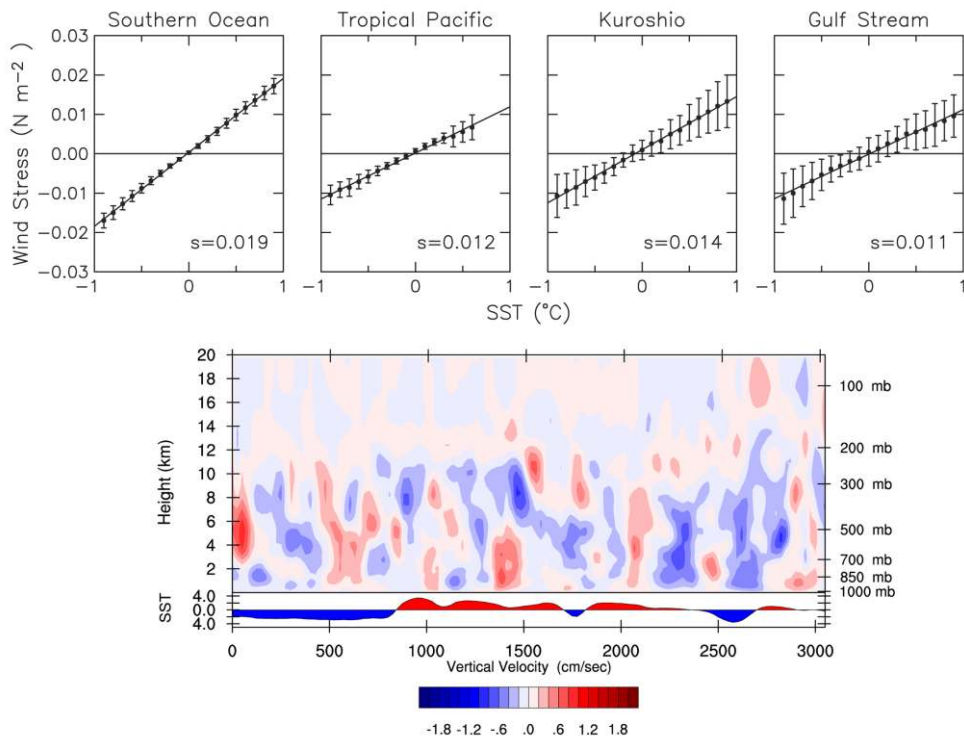 Southern Ocean Tropical Pacific Kuroshio Gulf Stream
0.03
0.02
0.01
0.00
−0.01
−0.02
−0.03
Wind Stress (N m⁻²)
s=0.019 s=0.012 s=0.014 s=0.011
−1 0 1 −1 0 1 −1 0 1 −1 0 1
SST (°C)
20
18
16
14
12
10
8
6
4
2
Height (km)
100 mb
200 mb
300 mb
500 mb
700 mb
850 mb
1000 mb
4.0
0.0
4.0
SST
0 500 1000 1500 2000 2500 3000
Vertical Velocity (cm/sec)
-1.8 -1.2 -.6 .0 .6 1.2 1.8